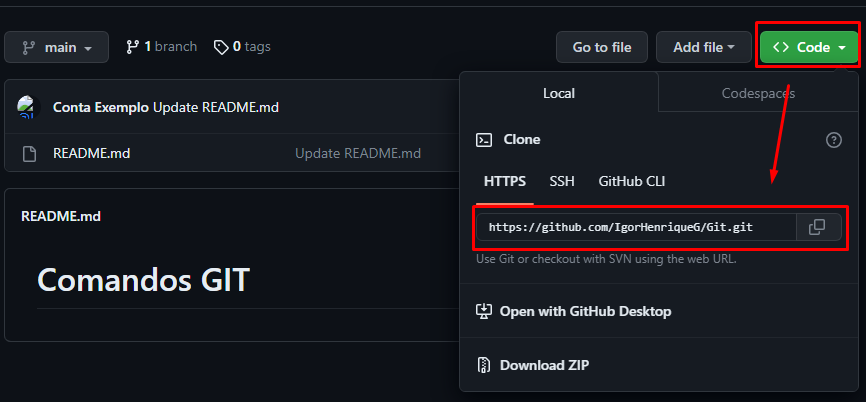 main 1 branch 0 tags Go to file Add file Code
Conta Exemplo Update README.md
README.md Update README.md
README.md
Comandos GIT
Local Codespaces
Clone
HTTPS SSH GitHub CLI
https://github.com/IgorHenriqueG/Git.git
Use Git or checkout with SVN using the web URL.
Open with GitHub Desktop
Download ZIP